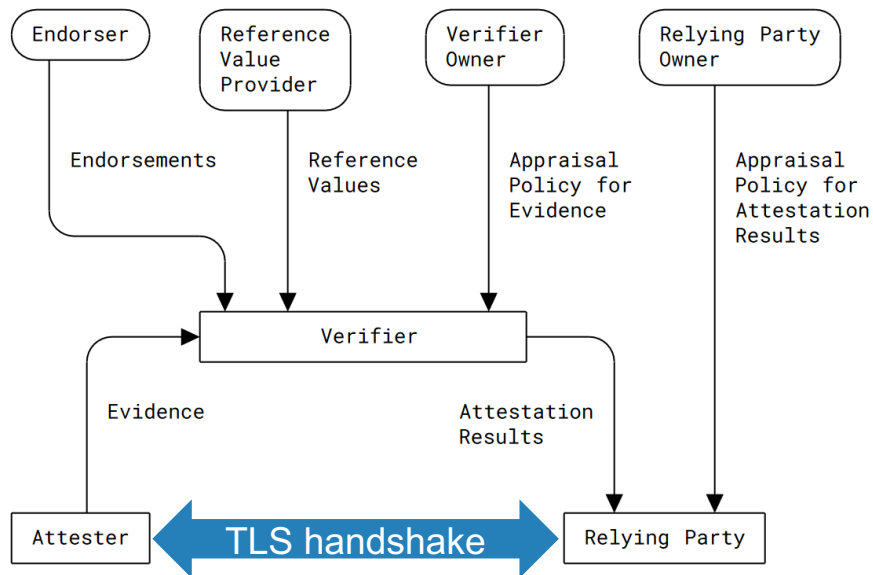 Endorser
Reference
Value
Provider
Verifier
Owner
Relying Party
Owner
Endorsements
Reference
Values
Appraisal
Policy for
Evidence
Appraisal
Policy for
Attestation
Results
Verifier
Evidence
Attestation
Results
Attester
TLS handshake
Relying Party